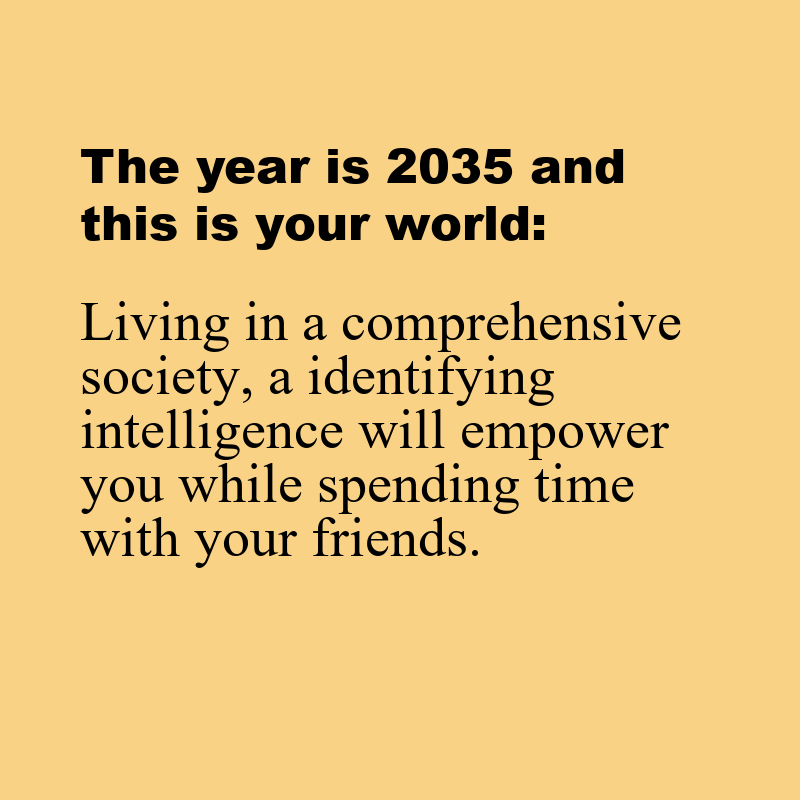 The year is 2035 and
this is your world:
Living in a comprehensive
society, a identifying
intelligence will empower
you while spending time
with your friends.